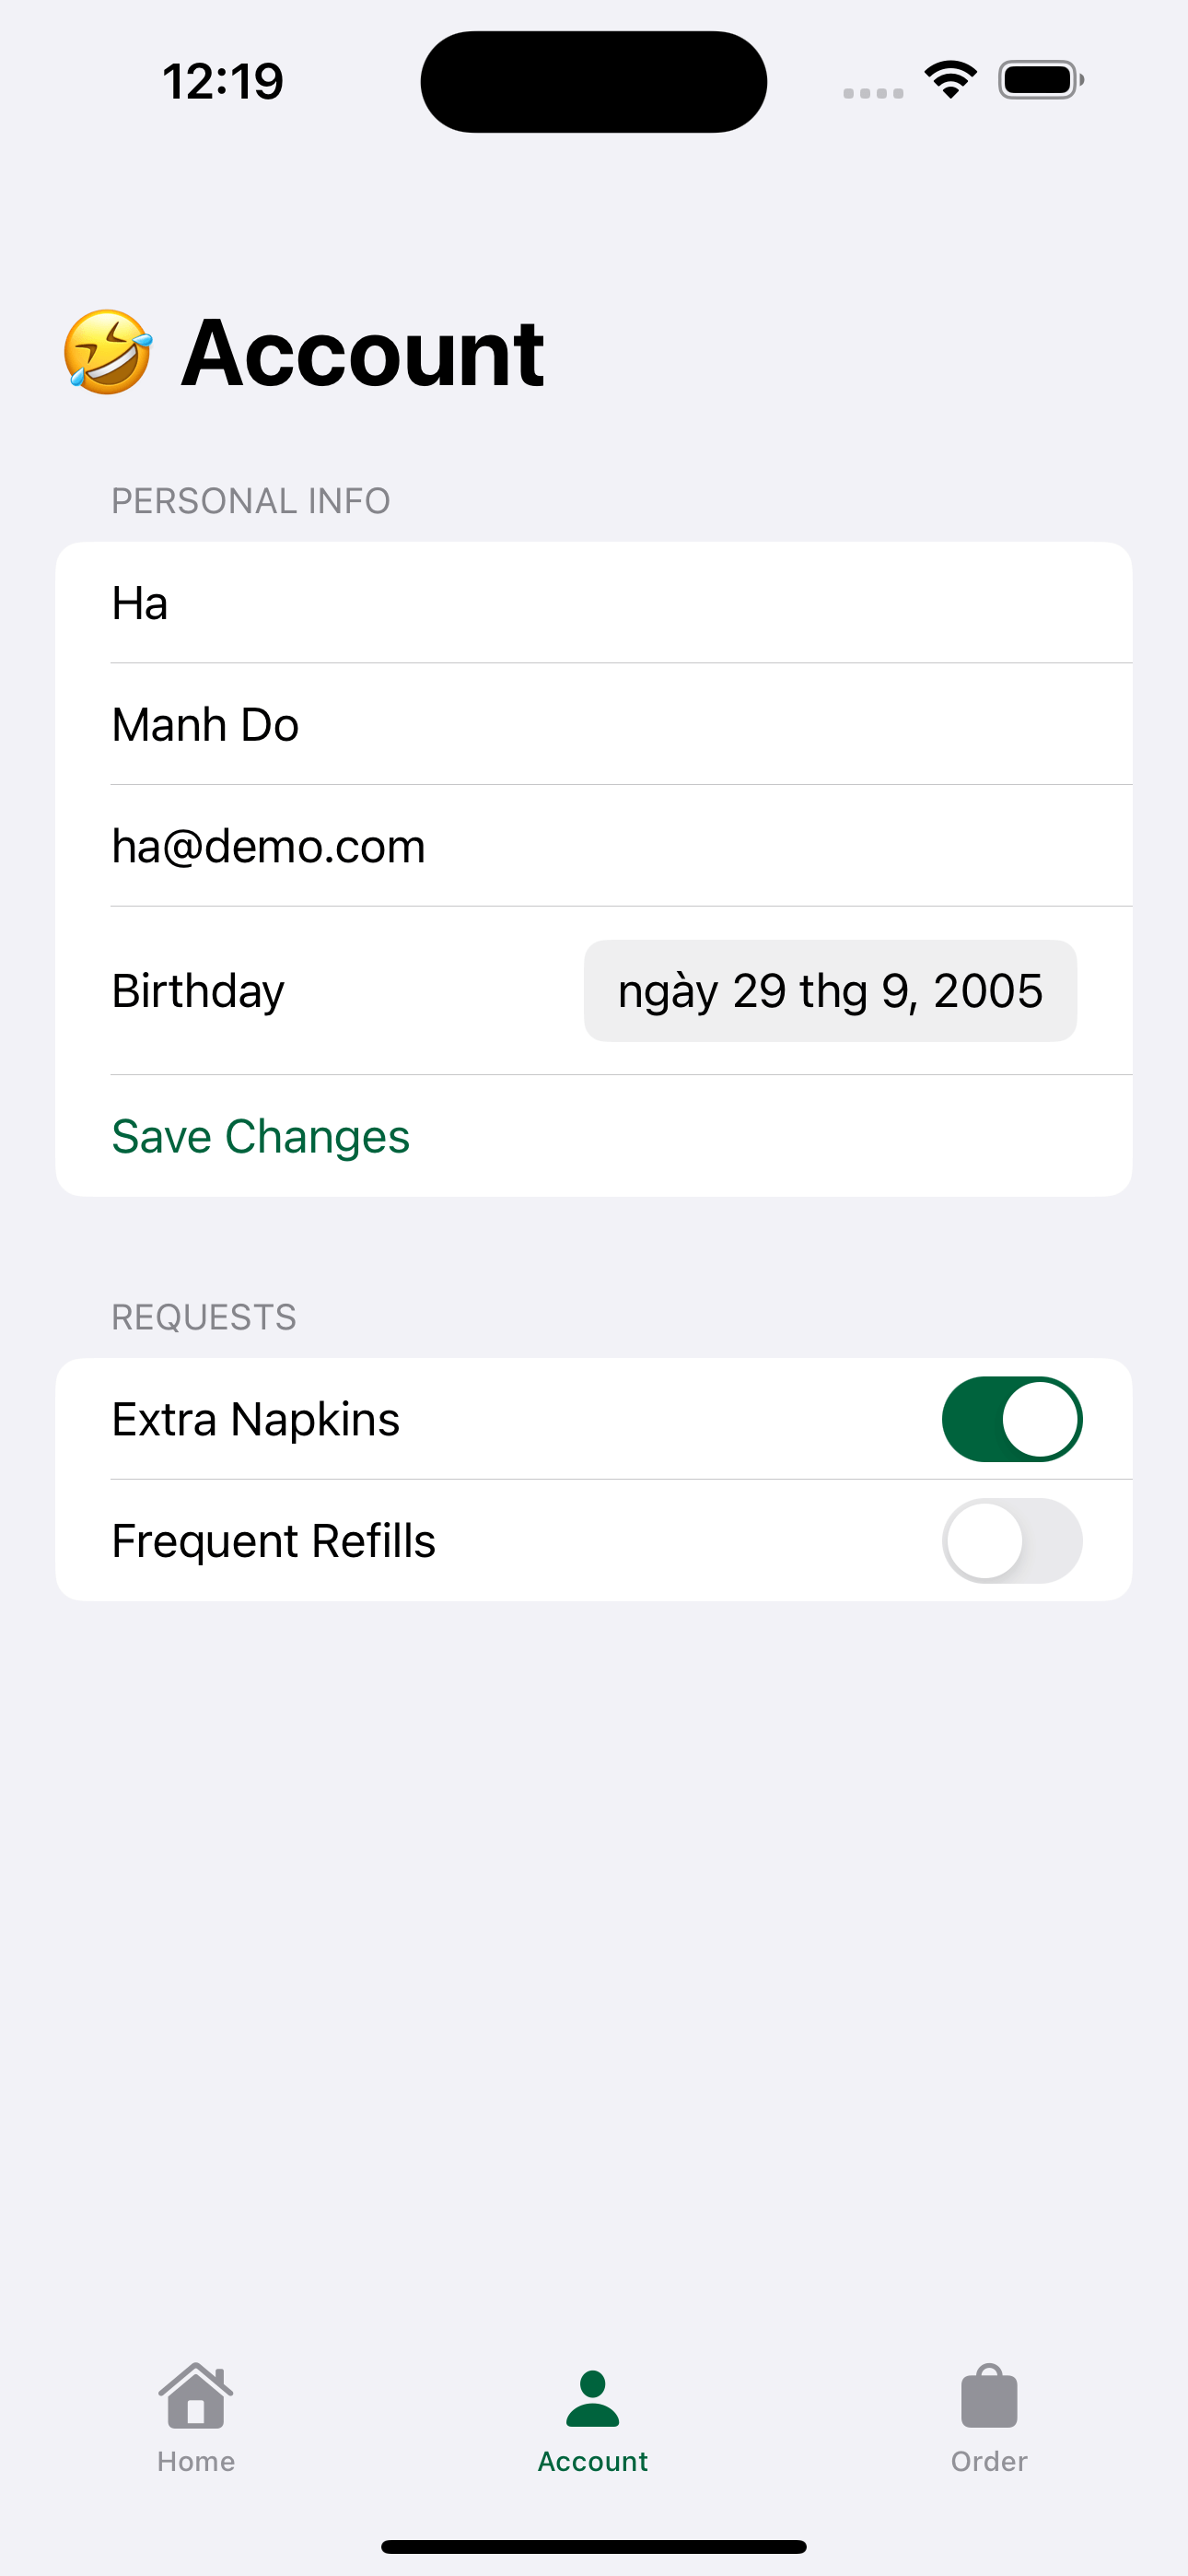 12:19
🤣 Account
PERSONAL INFO
Ha
Manh Do
ha@demo.com
Birthday ngày 29 thg 9, 2005
Save Changes
REQUESTS
Extra Napkins
Frequent Refills
Home Account Order